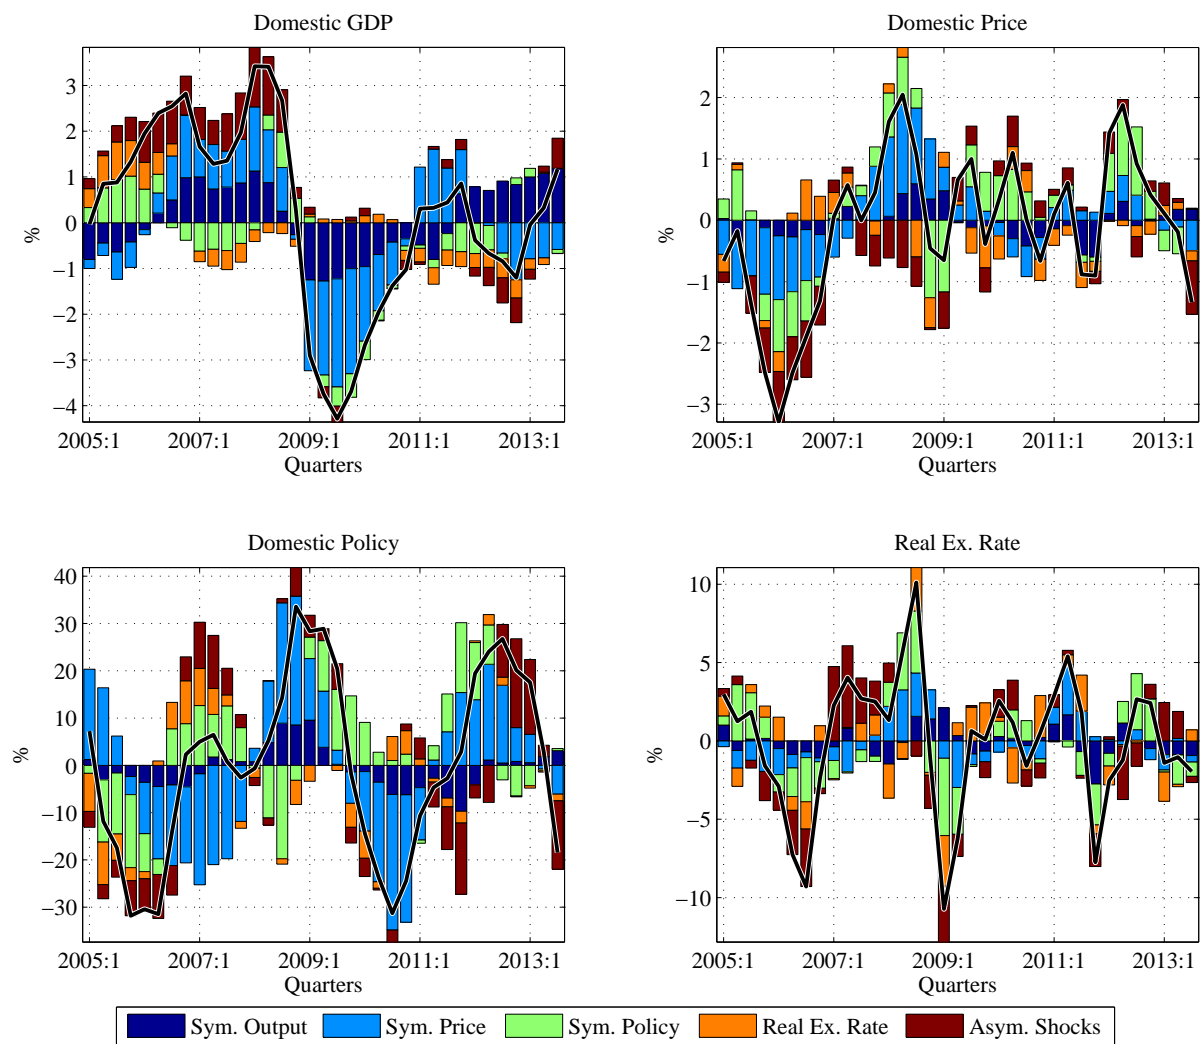 Domestic GDP
3
2
1
0
−1
−2
−3
−4
%
2005:1 2007:1 2009:1 2011:1 2013:1
Quarters
Domestic Price
2
1
0
−1
−2
−3
%
2005:1 2007:1 2009:1 2011:1 2013:1
Quarters
Domestic Policy
40
30
20
10
0
−10
−20
−30
%
2005:1 2007:1 2009:1 2011:1 2013:1
Quarters
Real Ex. Rate
10
5
0
−5
−10
%
2005:1 2007:1 2009:1 2011:1 2013:1
Quarters
Sym. Output Sym. Price Sym. Policy Real Ex. Rate Asym. Shocks